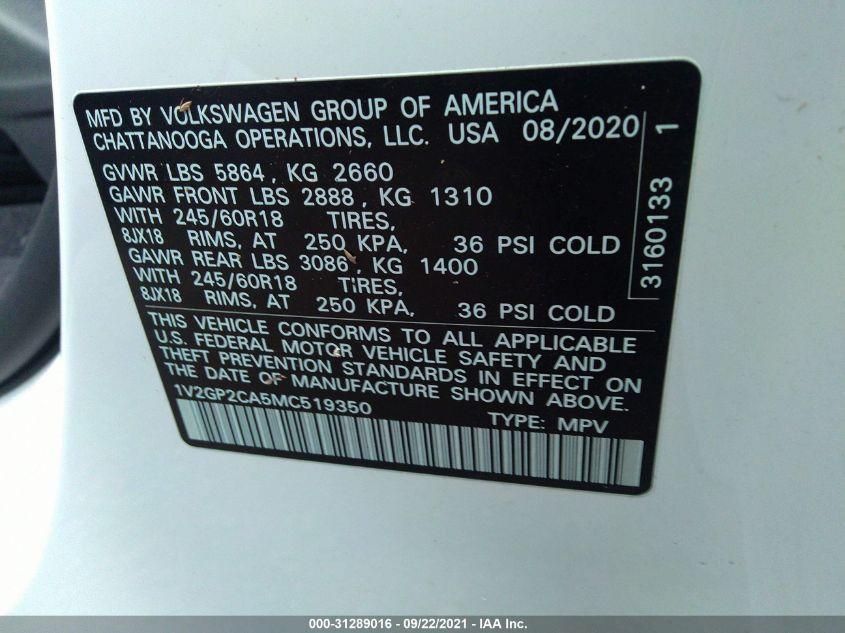 MFD BY VOLKSWAGEN GROUP OF AMERICA
CHATTANOOGA OPERATIONS, LLC. USA 08/2020
GVWR LBS 5864, KG 2660
GAWR FRONT LBS 2888, KG 1310
WITH 245/60R18 TIRES,
8JX18 RIMS, AT 250 KPA, 36 PSI COLD
GAWR REAR LBS 3086, KG 1400
WITH 245/60R18 TIRES,
8JX18 RIMS, AT 250 KPA, 36 PSI COLD
3160133 1
THIS VEHICLE CONFORMS TO ALL APPLICABLE
U.S. FEDERAL MOTOR VEHICLE SAFETY AND
THEFT PREVENTION STANDARDS IN EFFECT ON
THE DATE OF MANUFACTURE SHOWN ABOVE.
1V2GP2CA5MC519350 TYPE: MPV
000-31289016 - 09/22/2021 - IAA Inc.